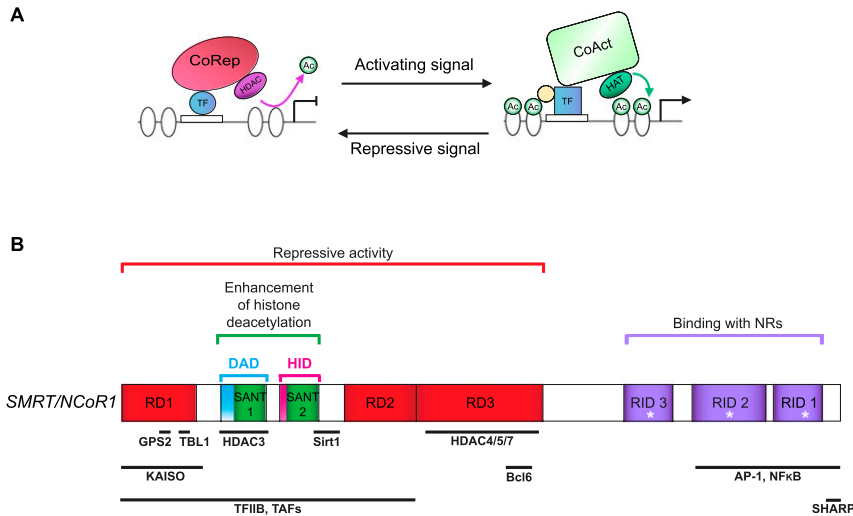 A
CoRep
HDAC
Ac
TF
Activating signal
Repressive signal
CoAct
HAT
TF
Ac
Ac
Ac
Ac
B
Repressive activity
Enhancement
of histone
deacetylation
Binding with NRs
DAD
HID
SMRT/NCoR1
RD1
SANT
1
SANT
2
RD2
RD3
RID 3
*
RID 2
*
RID 1
*
GPS2
TBL1
HDAC3
Sirt1
HDAC4/5/7
KAISO
Bcl6
AP-1, NFκB
TFIIB, TAFs
SHARP